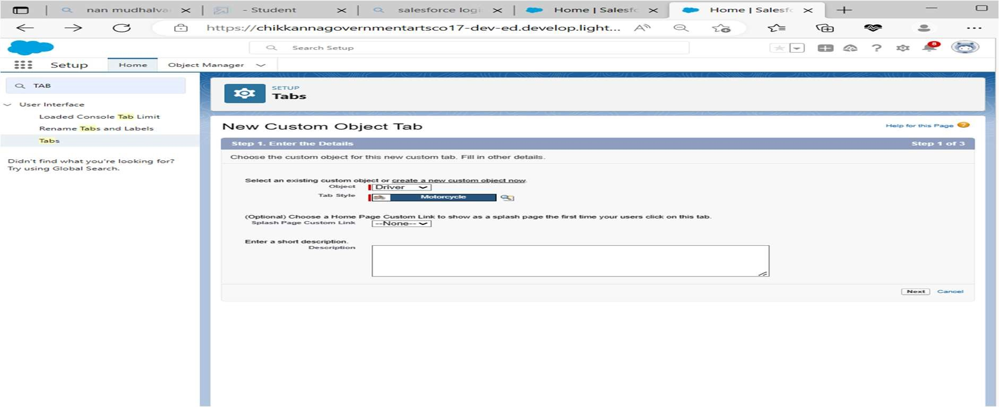 nan mudhalva
- Student
salesforce logi
Home | Salesfo
Home | Salesfo
https://chikkannagovernmentartsco17-dev-ed.develop.light...
Search Setup
8
Setup
Home
Object Manager
TAB
User Interface
Loaded Console Tab Limit
Rename Tabs and Labels
Tabs
Didn't find what you're looking for?
Try using Global Search.
SETUP
Tabs
New Custom Object Tab
Help for this Page
Step 1. Enter the Details
Step 1 of 3
Choose the custom object for this new custom tab. Fill in other details.
Select an existing custom object or create a new custom object now.
Object
Driver
Tab Style
Motorcycle
(Optional) Choose a Home Page Custom Link to show as a splash page the first time your users click on this tab.
Splash Page Custom Link
--None--
Enter a short description.
Description
Next
Cancel